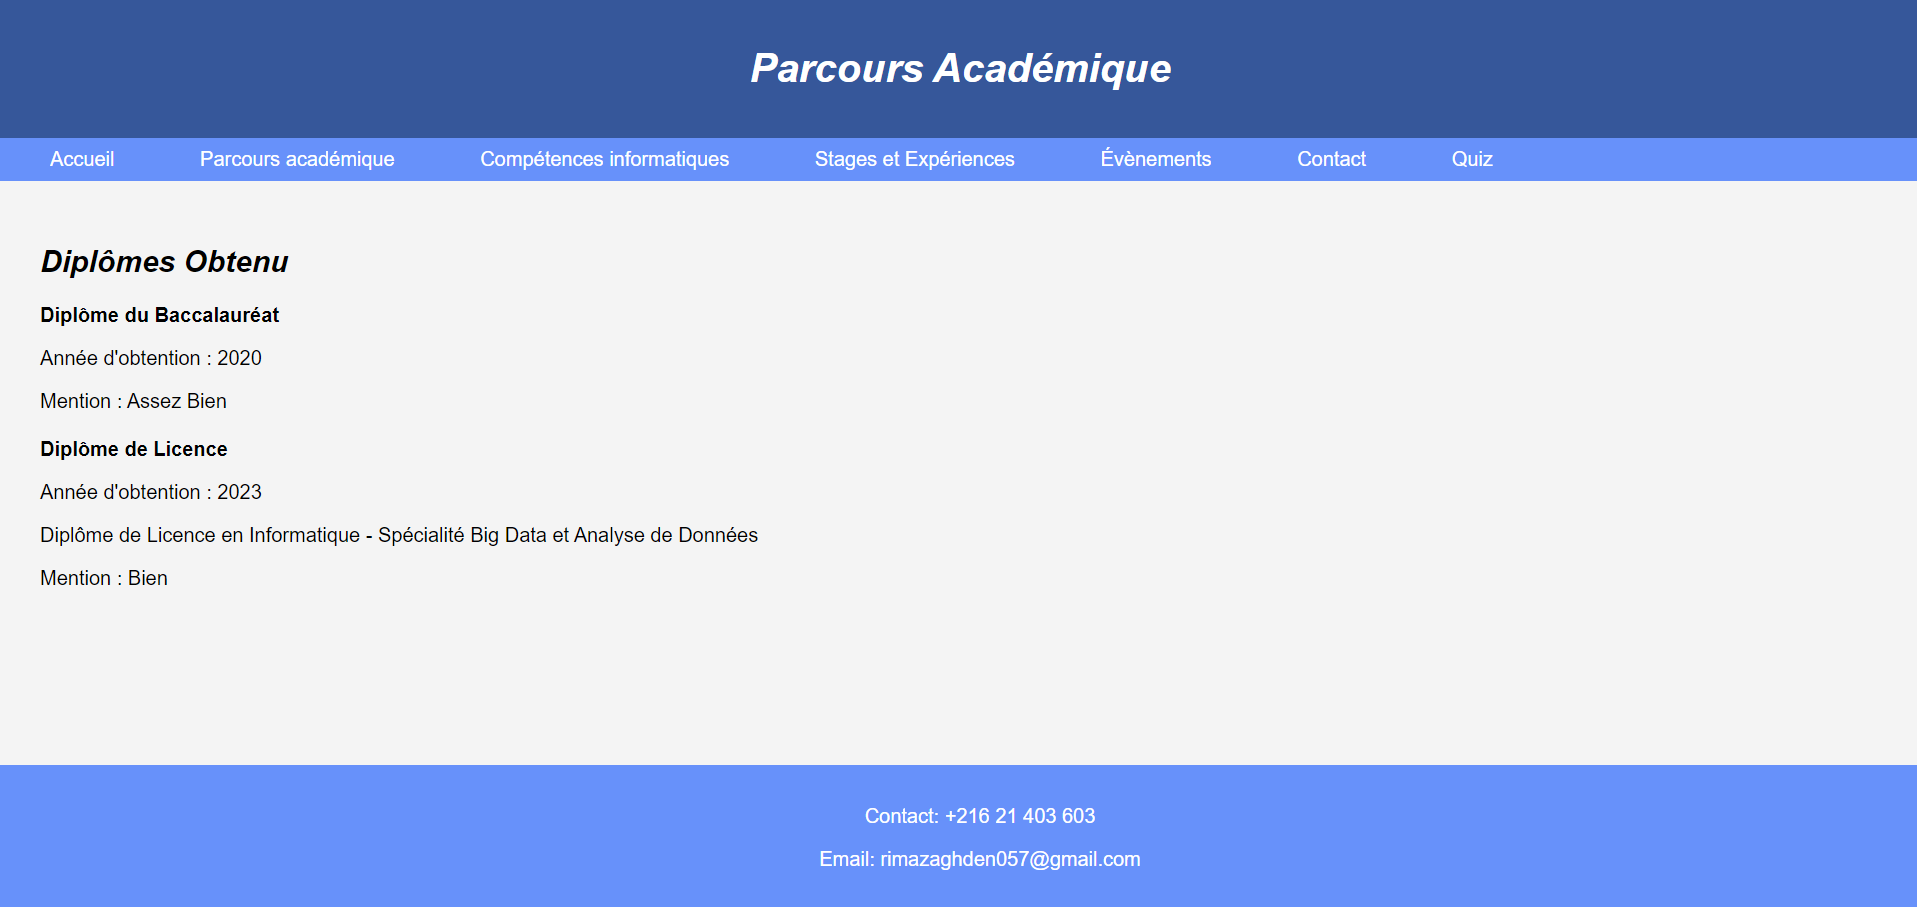 Parcours Académique
Accueil Parcours académique Compétences informatiques Stages et Expériences Évènements Contact Quiz
Diplômes Obtenu
Diplôme du Baccalauréat
Année d'obtention : 2020
Mention : Assez Bien
Diplôme de Licence
Année d'obtention : 2023
Diplôme de Licence en Informatique - Spécialité Big Data et Analyse de Données
Mention : Bien
Contact: +216 21 403 603
Email: rimazaghden057@gmail.com